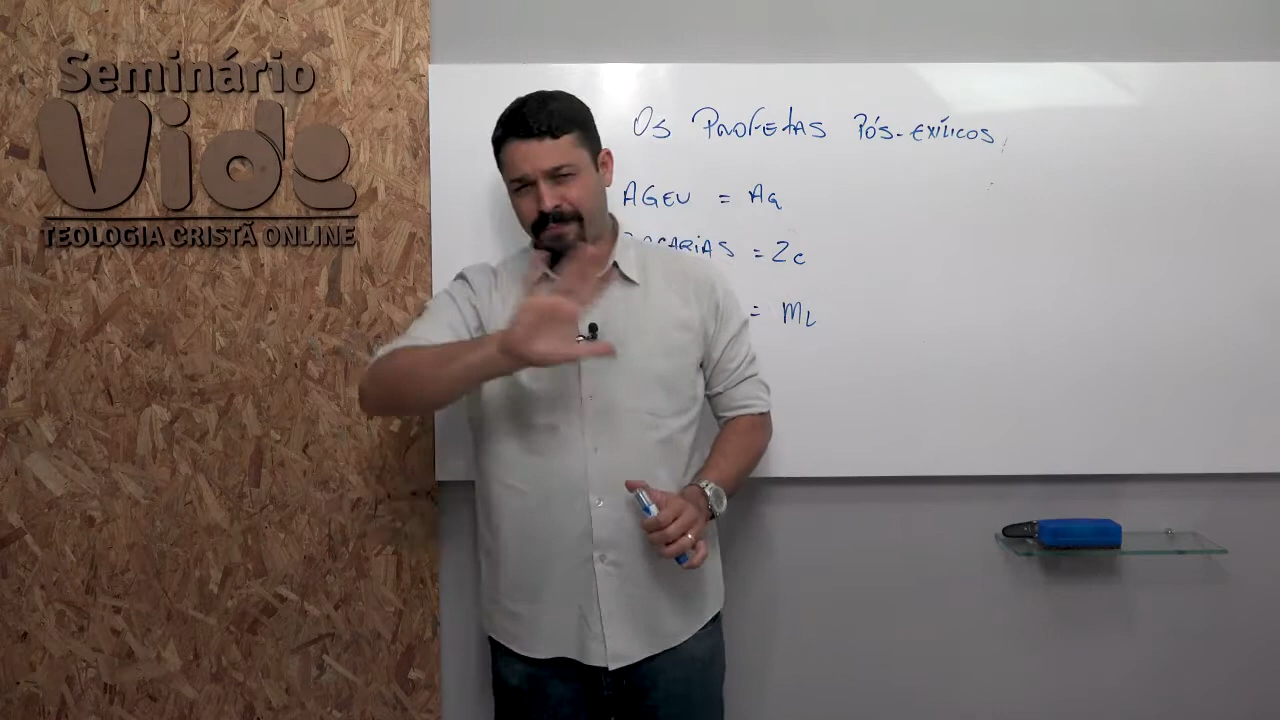 Seminário
Vida
TEOLOGIA CRISTÃ ONLINE
Os PROFETAS PÓS-EXÍLICOS
AGEU = Ag
= Zc
= ML